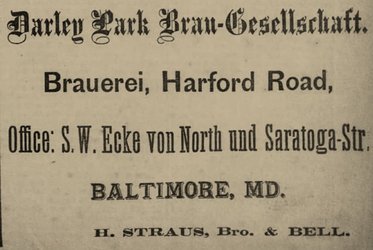 Darley Park Brau-Gesellschaft.
Brauerei, Harford Road,
Office: S. W. Ecke von North und Saratoga-Str.
BALTIMORE, MD.
H. STRAUS, Bro. & BELL.